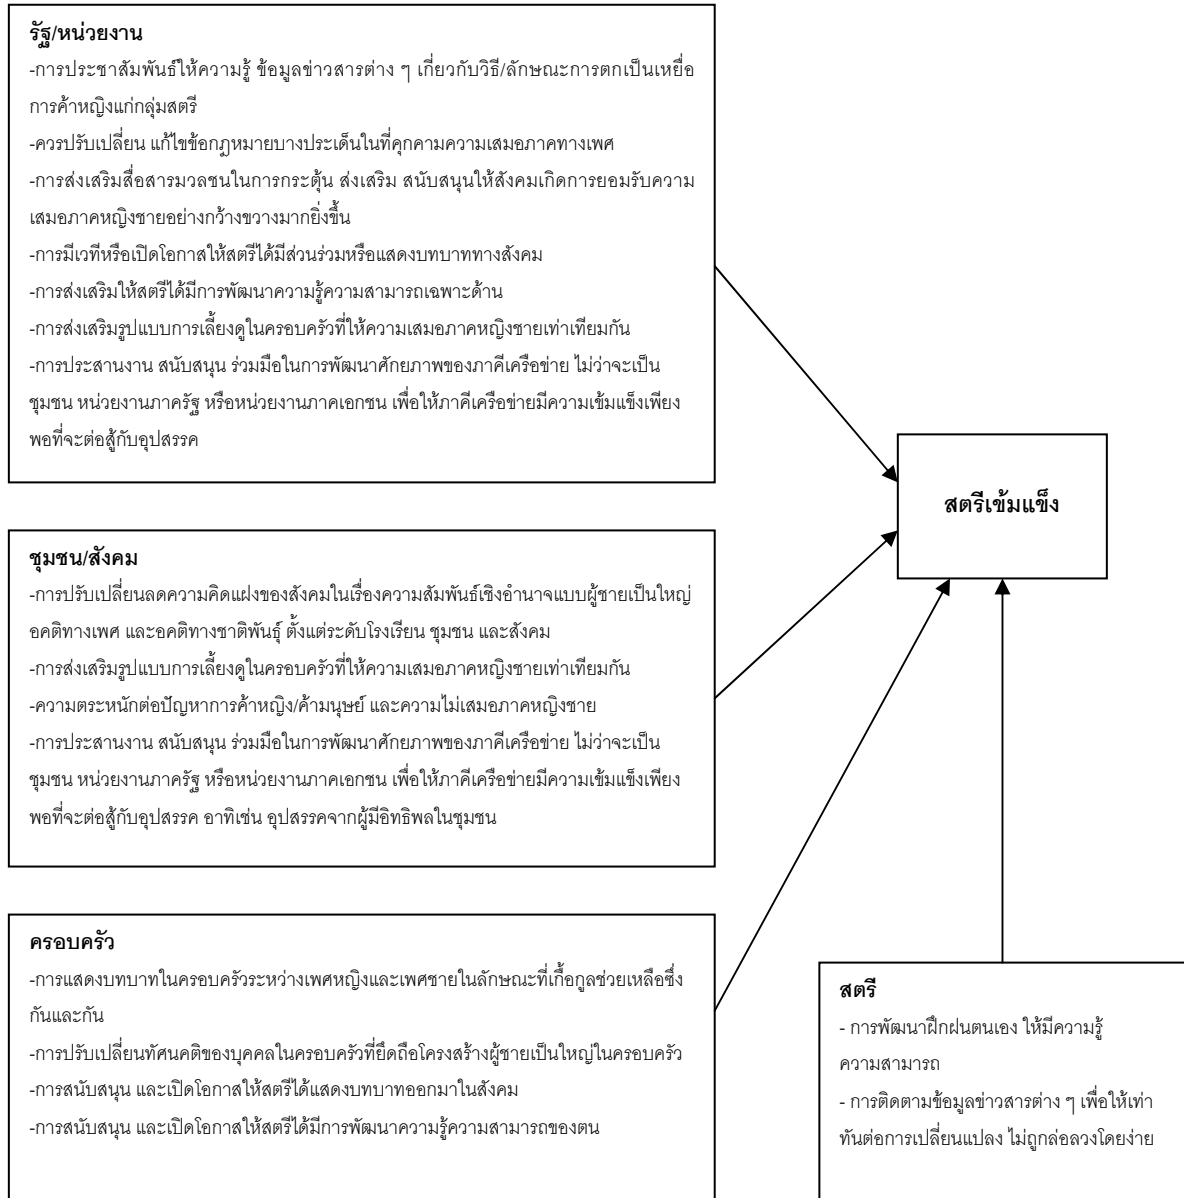 รัฐ/หน่วยงาน
-การประชาสัมพันธ์ให้ความรู้ ข้อมูลข่าวสารต่าง ๆ เกี่ยวกับวิธี/ลักษณะการตกเป็นเหยื่อ
การค้าหญิงแก่กลุ่มสตรี
-ควรปรับเปลี่ยน แก้ไขข้อกฎหมายบางประเด็นในที่คุกคามความเสมอภาคทางเพศ
-การส่งเสริมสื่อสารมวลชนในการกระตุ้น ส่งเสริม สนับสนุนให้สังคมเกิดการยอมรับความ
เสมอภาคหญิงชายอย่างกว้างขวางมากยิ่งขึ้น
-การมีเวทีหรือเปิดโอกาสให้สตรีได้มีส่วนร่วมหรือแสดงบทบาททางสังคม
-การส่งเสริมให้สตรีได้มีการพัฒนาความรู้ความสามารถเฉพาะด้าน
-การส่งเสริมรูปแบบการเลี้ยงดูในครอบครัวที่ให้ความเสมอภาคหญิงชายเท่าเทียมกัน
-การประสานงาน สนับสนุน ร่วมมือในการพัฒนาศักยภาพของภาคีเครือข่าย ไม่ว่าจะเป็น
ชุมชน หน่วยงานภาครัฐ หรือหน่วยงานภาคเอกชน เพื่อให้ภาคีเครือข่ายมีความเข้มแข็งเพียง
พอที่จะต่อสู้กับอุปสรรค
สตรีเข้มแข็ง
ชุมชน/สังคม
-การปรับเปลี่ยนลดความคิดแฝงของสังคมในเรื่องความสัมพันธ์เชิงอำนาจแบบผู้ชายเป็นใหญ่
อคติทางเพศ และอคติทางชาติพันธุ์ ตั้งแต่ระดับโรงเรียน ชุมชน และสังคม
-การส่งเสริมรูปแบบการเลี้ยงดูในครอบครัวที่ให้ความเสมอภาคหญิงชายเท่าเทียมกัน
-ความตระหนักต่อปัญหาการค้าหญิง/ค้ามนุษย์ และความไม่เสมอภาคหญิงชาย
-การประสานงาน สนับสนุน ร่วมมือในการพัฒนาศักยภาพของภาคีเครือข่าย ไม่ว่าจะเป็น
ชุมชน หน่วยงานภาครัฐ หรือหน่วยงานภาคเอกชน เพื่อให้ภาคีเครือข่ายมีความเข้มแข็งเพียง
พอที่จะต่อสู้กับอุปสรรค อาทิเช่น อุปสรรคจากผู้มีอิทธิพลในชุมชน
ครอบครัว
-การแสดงบทบาทในครอบครัวระหว่างเพศหญิงและเพศชายในลักษณะที่เกื้อกูลช่วยเหลือซึ่ง
กันและกัน
-การปรับเปลี่ยนทัศนคติของบุคคลในครอบครัวที่ยึดถือโครงสร้างผู้ชายเป็นใหญ่ในครอบครัว
-การสนับสนุน และเปิดโอกาสให้สตรีได้แสดงบทบาทออกมาในสังคม
-การสนับสนุน และเปิดโอกาสให้สตรีได้มีการพัฒนาความรู้ความสามารถของตน
สตรี
- การพัฒนาฝึกฝนตนเอง ให้มีความรู้
ความสามารถ
- การติดตามข้อมูลข่าวสารต่าง ๆ เพื่อให้เท่า
ทันต่อการเปลี่ยนแปลง ไม่ถูกล่อลวงโดยง่าย